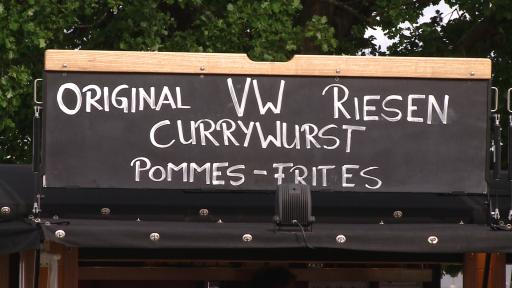 ORIGINAL VW RIESEN
CURRYWURST
POMMES-FRITES